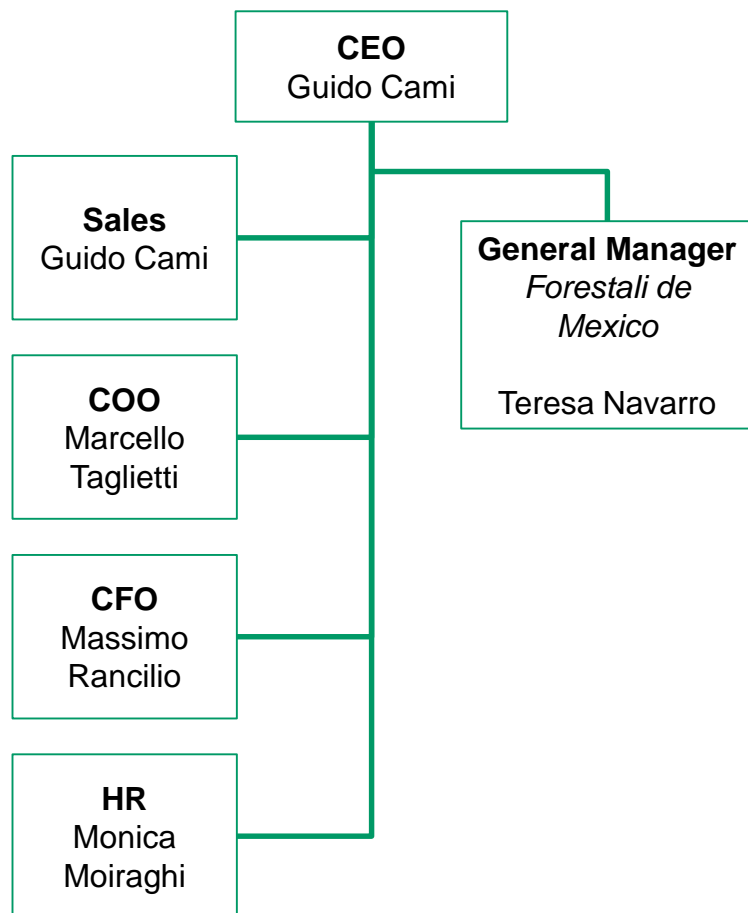 CEO
Guido Cami
Sales
Guido Cami
General Manager
Forestali de
Mexico
Teresa Navarro
COO
Marcello
Taglietti
CFO
Massimo
Rancilio
HR
Monica
Moiraghi